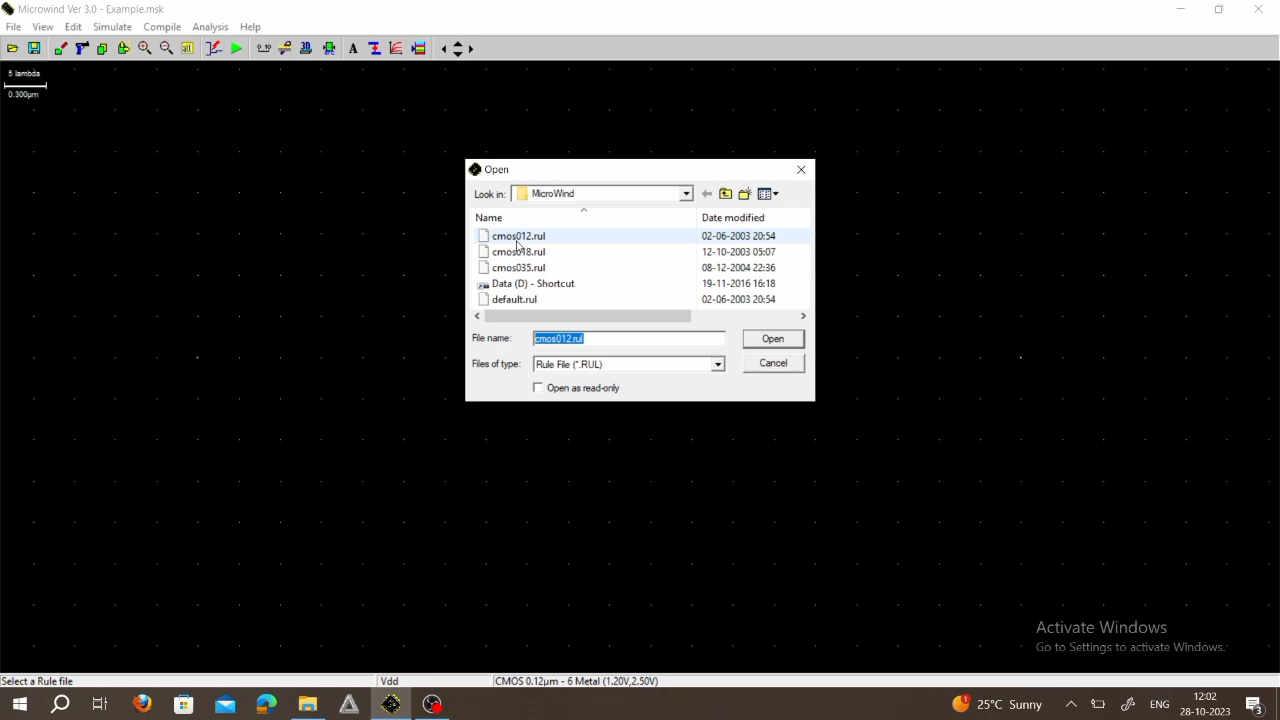 Microwind Ver 3.0 - Example.msk
File View Edit Simulate Compile Analysis Help
5 lambda
0.300µm
Open
Look in: MicroWind
Name Date modified
cmos012.rul 02-06-2003 20:54
cmos018.rul 12-10-2003 05:07
cmos035.rul 08-12-2004 22:36
Data (D) - Shortcut 19-11-2016 16:18
default.rul 02-06-2003 20:54
File name: cmos012.rul Open
Files of type: Rule File (*.RUL) Cancel
Open as read-only
Activate Windows
Go to Settings to activate Windows.
Select a Rule file Vdd CMOS 0.12µm - 6 Metal (1.20V,2.50V)
25°C Sunny ENG 12:02
28-10-2023 3